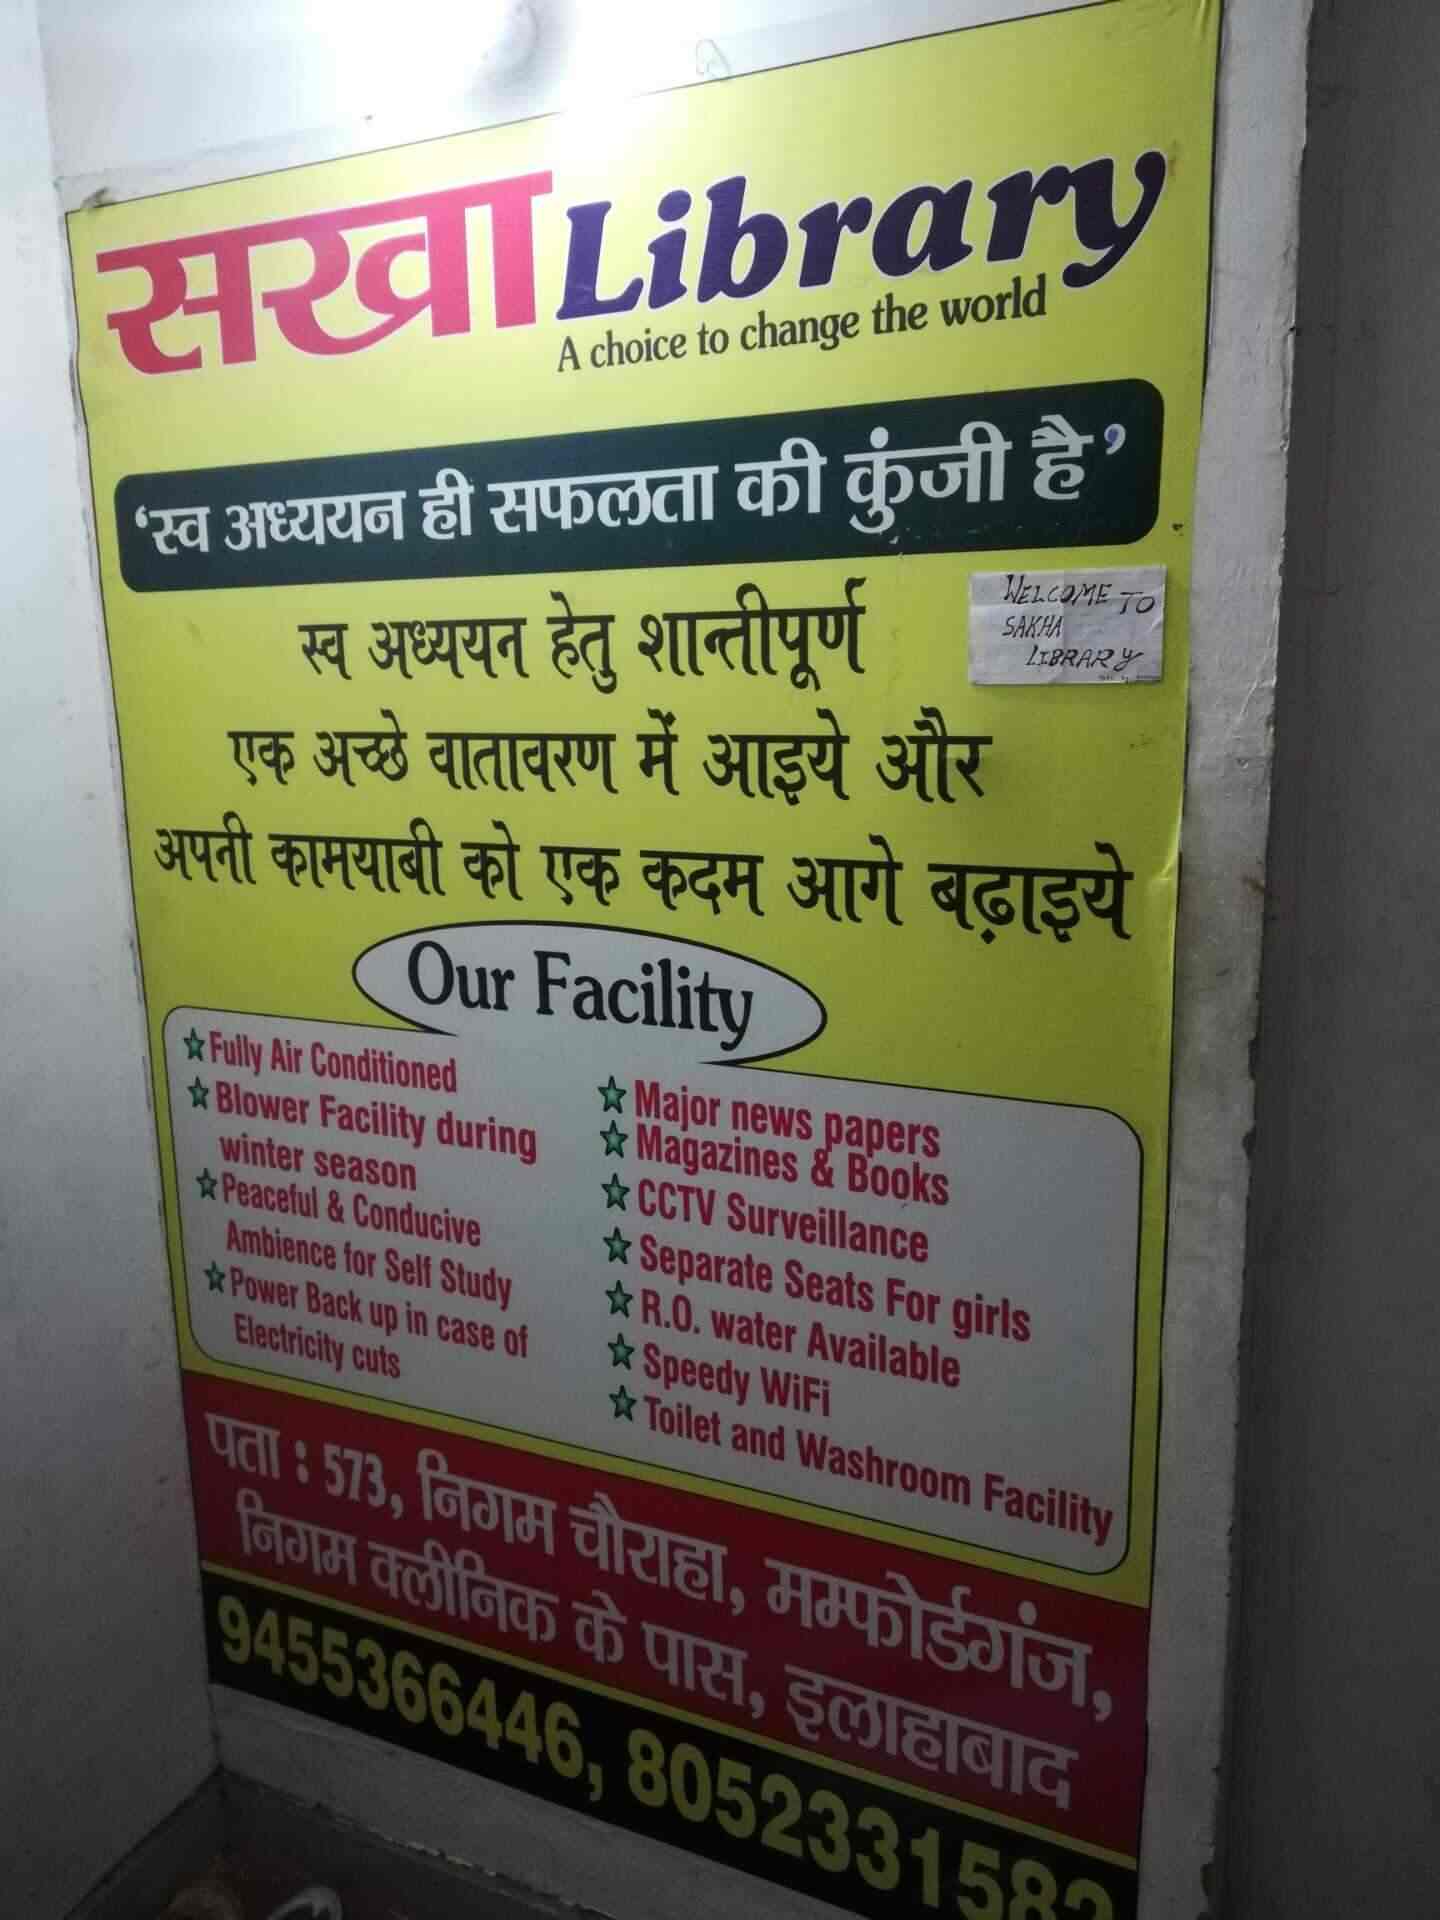 सखा Library
A choice to change the world
‘स्व अध्ययन ही सफलता की कुंजी है’
स्व अध्ययन हेतु शान्तीपूर्ण
WELCOME TO
SAKHA
LIBRARY
एक अच्छे वातावरण में आइये और
अपनी कामयाबी को एक कदम आगे बढ़ाइये
Our Facility
Fully Air Conditioned
Blower Facility during
winter season
Peaceful & Conducive
Ambience for Self Study
Power Back up in case of
Electricity cuts
Major news papers
Magazines & Books
CCTV Surveillance
Separate Seats For girls
R.O. water Available
Speedy WiFi
Toilet and Washroom Facility
पता : 573, निगम चौराहा, मम्फोर्डगंज,
निगम क्लीनिक के पास, इलाहाबाद
9455366446, 8052331582